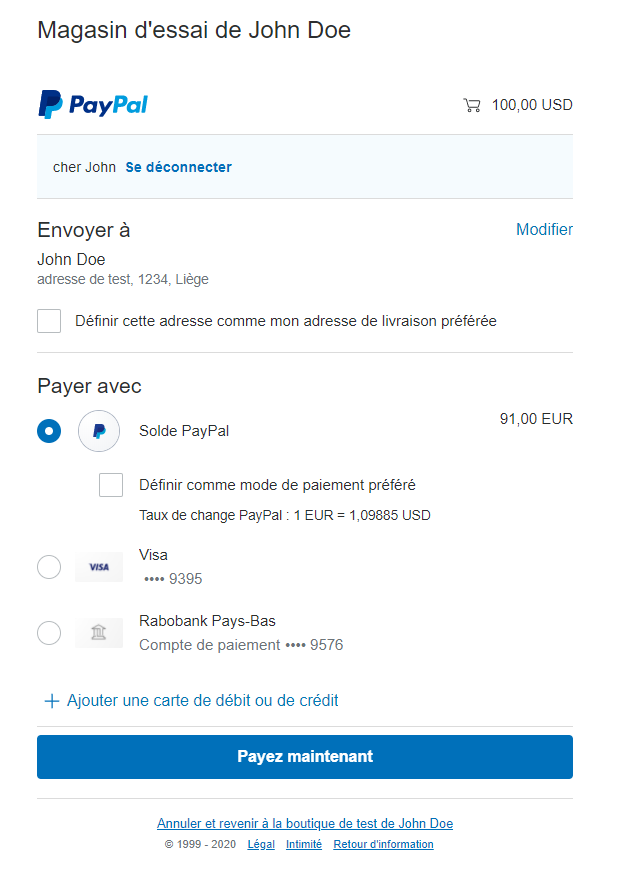 Magasin d'essai de John Doe
PayPal
100,00 USD
cher John Se déconnecter
Envoyer à
Modifier
John Doe
adresse de test, 1234, Liège
Définir cette adresse comme mon adresse de livraison préférée
Payer avec
Solde PayPal
91,00 EUR
Définir comme mode de paiement préféré
Taux de change PayPal : 1 EUR = 1,09885 USD
VISA
Visa
•••• 9395
Rabobank Pays-Bas
Compte de paiement •••• 9576
+ Ajouter une carte de débit ou de crédit
Payez maintenant
Annuler et revenir à la boutique de test de John Doe
© 1999 - 2020 Légal Intimité Retour d'information